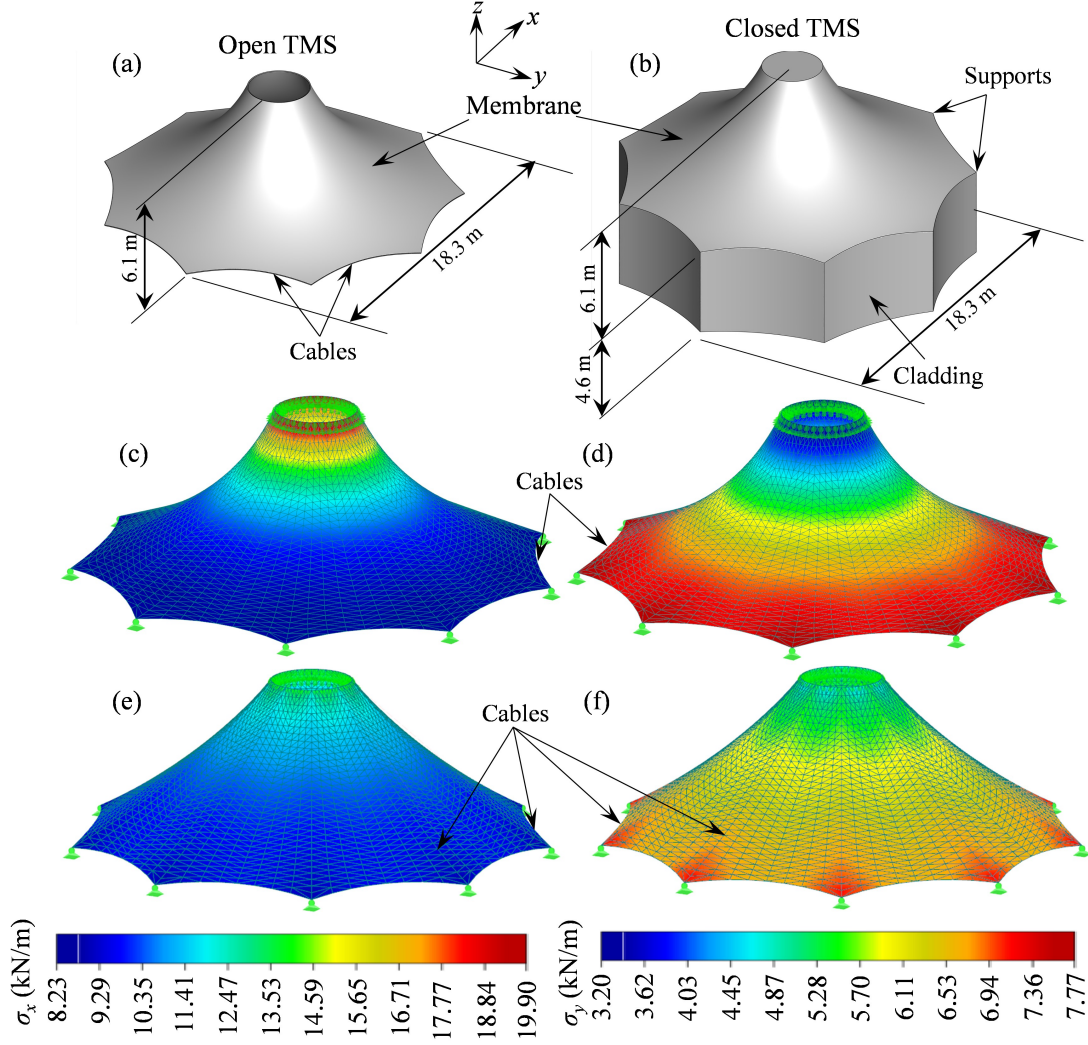 Open TMS
Closed TMS
z
x
y
(a)
(b)
Membrane
Supports
6.1 m
18.3 m
Cables
6.1 m
4.6 m
18.3 m
Cladding
(c)
(d)
Cables
(e)
(f)
Cables
σx (kN/m)
8.23
9.29
10.35
11.41
12.47
13.53
14.59
15.65
16.71
17.77
18.84
19.90
σy (kN/m)
3.20
3.62
4.03
4.45
4.87
5.28
5.70
6.11
6.53
6.94
7.36
7.777